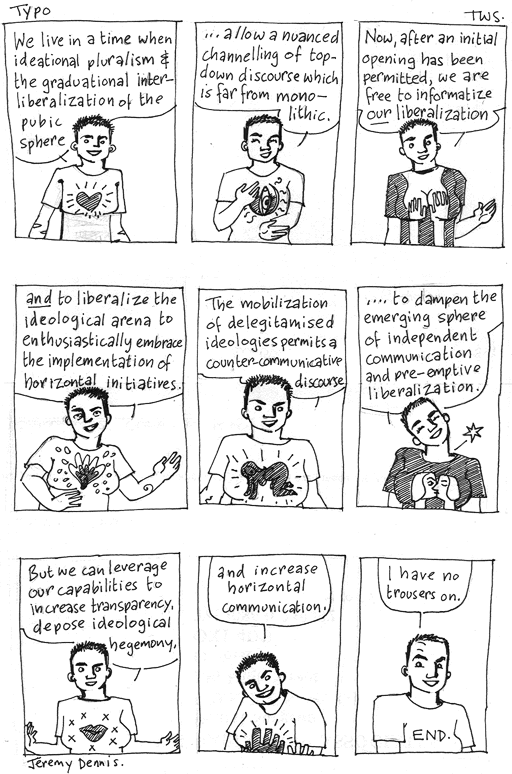 TYPO
TWS.
We live in a time when
ideational pluralism &
the graduational inter-
liberalization of the
pubic
sphere
... allow a nuanced
channelling of top-
down discourse which
is far from mono-
lithic.
Now, after an initial
opening has been
permitted, we are
free to informatize
our liberalization
and to liberalize the
ideological arena to
enthusiastically embrace
the implementation of
horizontal initiatives.
The mobilization
of delegitamised
ideologies permits a
counter-communicative
discourse
.... to dampen the
emerging sphere
of independent
communication
and pre-emptive
liberalization.
But we can leverage
our capabilities to
increase transparency,
depose ideological
hegemony,
and increase
horizontal
communication.
I have no
trousers on.
END.
Jeremy Dennis.